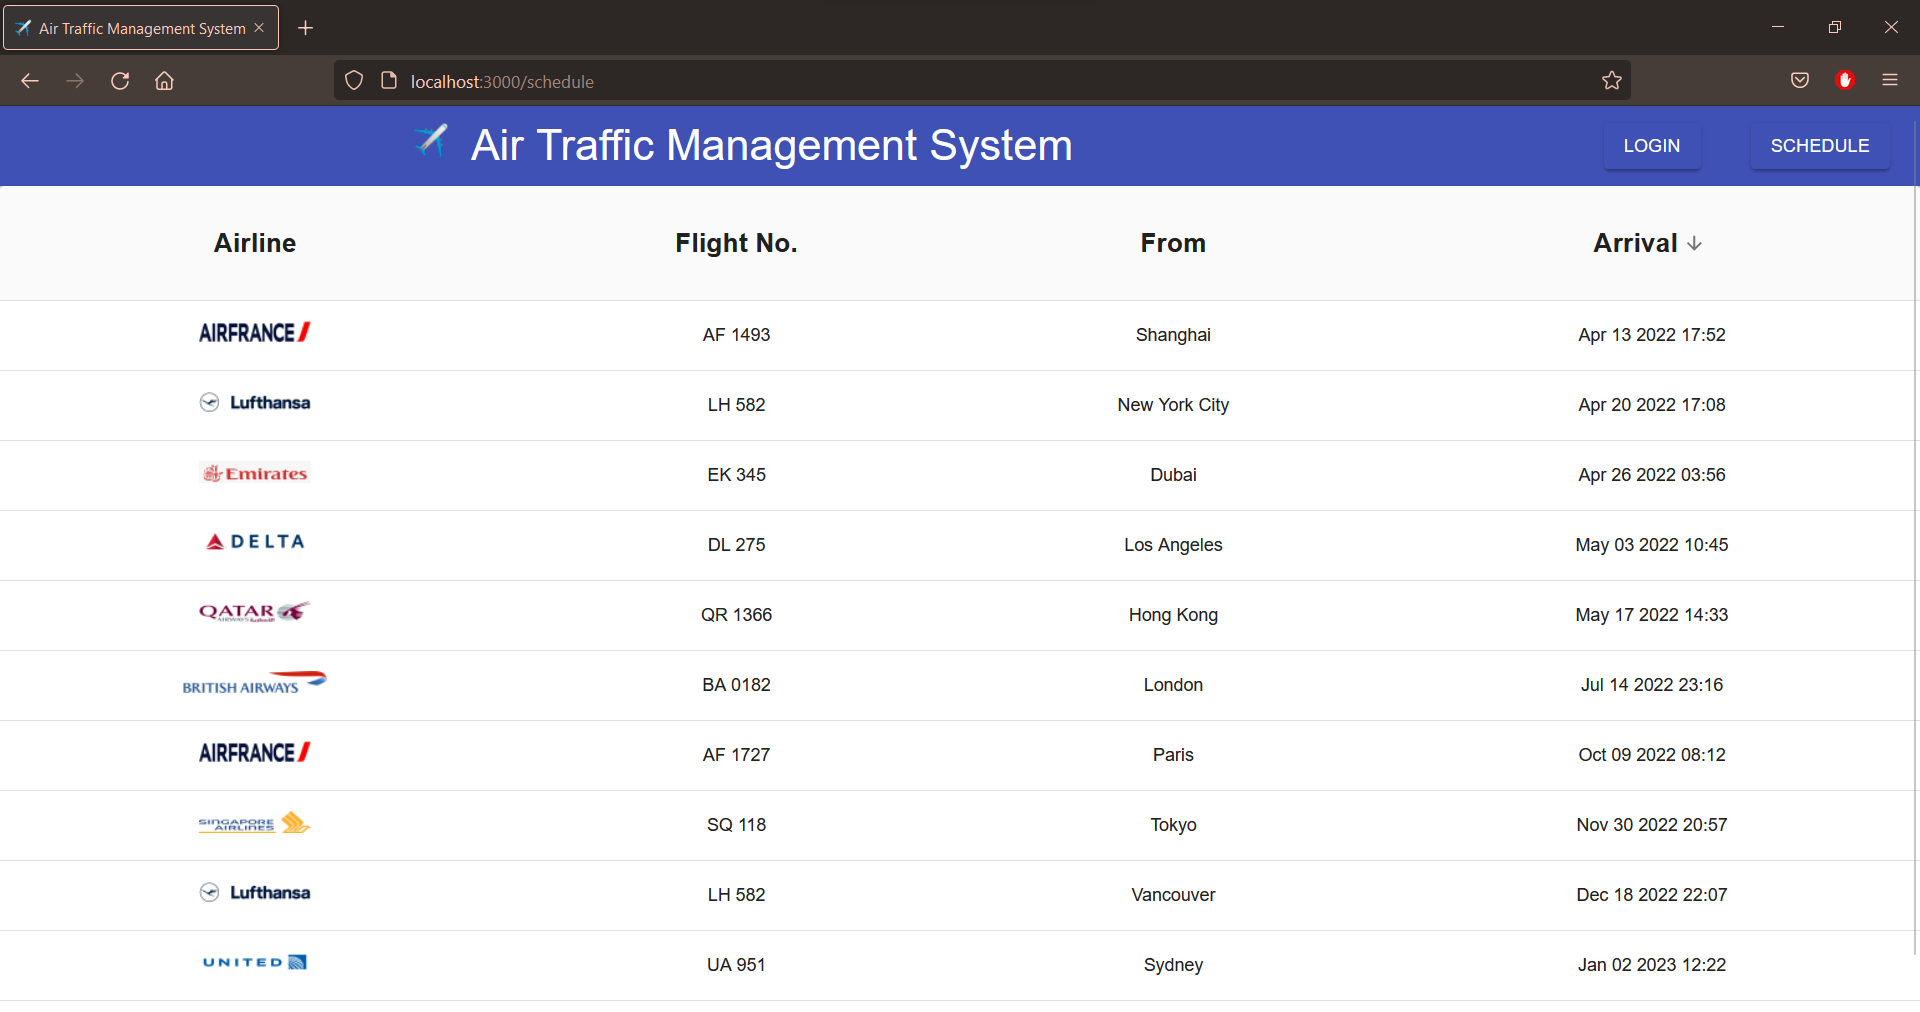 Air Traffic Management System
localhost:3000/schedule
Air Traffic Management System LOGIN SCHEDULE
Airline Flight No. From Arrival
AIRFRANCE AF 1493 Shanghai Apr 13 2022 17:52
Lufthansa LH 582 New York City Apr 20 2022 17:08
Emirates EK 345 Dubai Apr 26 2022 03:56
DELTA DL 275 Los Angeles May 03 2022 10:45
QATAR AIRWAYS QR 1366 Hong Kong May 17 2022 14:33
BRITISH AIRWAYS BA 0182 London Jul 14 2022 23:16
AIRFRANCE AF 1727 Paris Oct 09 2022 08:12
SINGAPORE AIRLINES SQ 118 Tokyo Nov 30 2022 20:57
Lufthansa LH 582 Vancouver Dec 18 2022 22:07
UNITED UA 951 Sydney Jan 02 2023 12:22